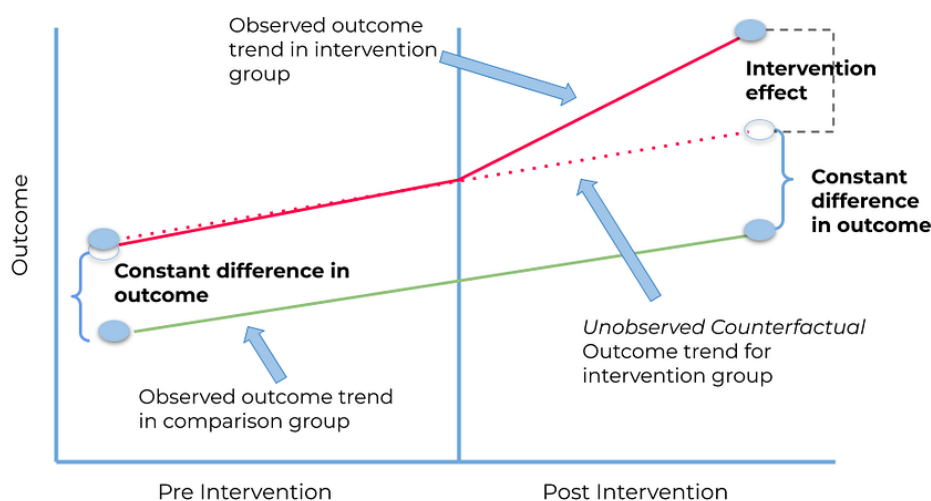 Observed outcome
trend in intervention
group
Intervention
effect
Constant
difference
in outcome
Outcome
Constant difference in
outcome
Unobserved Counterfactual
Outcome trend for
intervention group
Observed outcome trend
in comparison group
Pre Intervention
Post Intervention